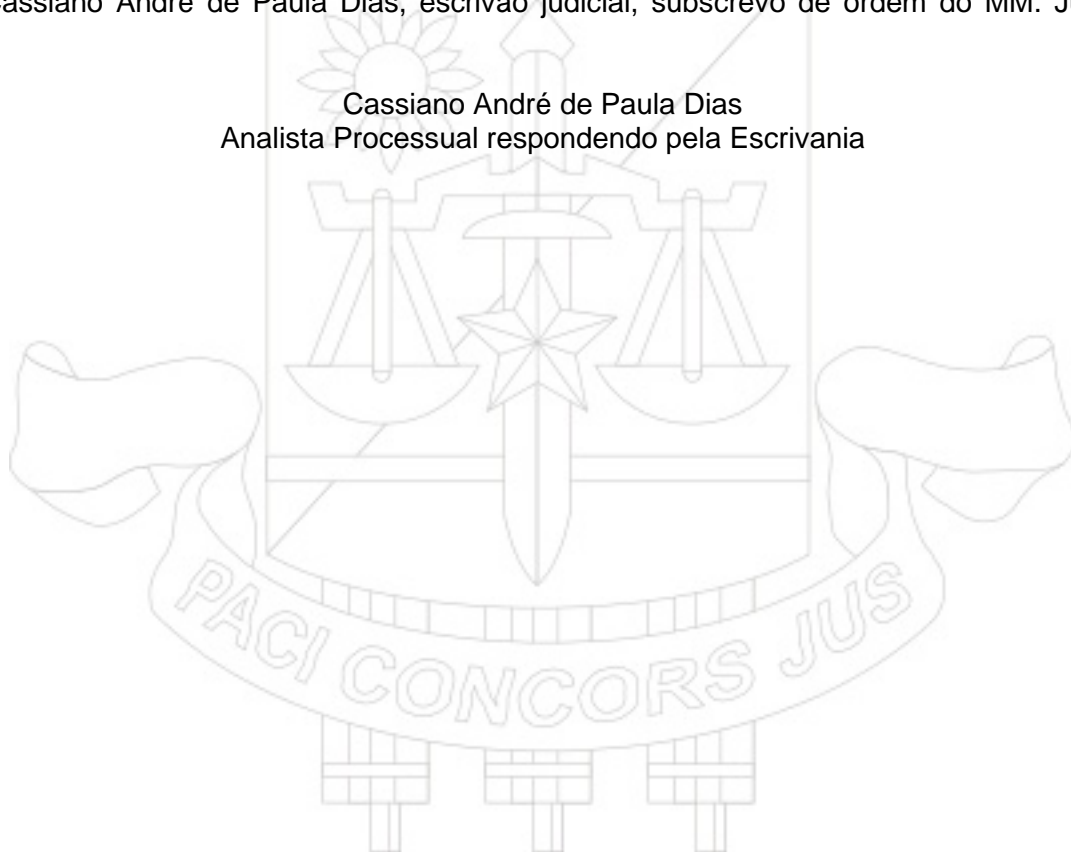 Cassiano André de Paula Dias, escrivão judicial, subscrevo de ordem do MM.
Cassiano André de Paula Dias
Analista Processual respondendo pela Escrivania
PACI CONCORS JUS